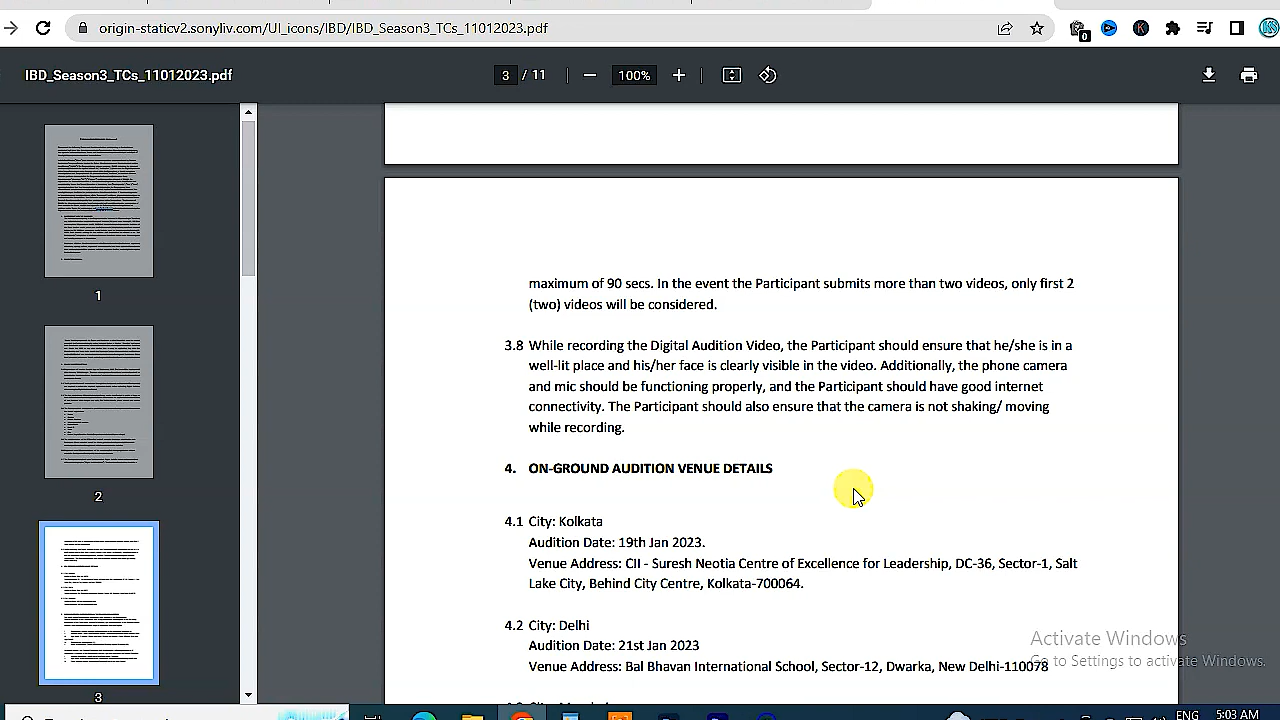 origin-staticv2.sonyliv.com/UI_icons/IBD/IBD_Season3_TCs_11012023.pdf
0
K
IBD_Season3_TCs_11012023.pdf
3 / 11
100%
maximum of 90 secs. In the event the Participant submits more than two videos, only first 2
(two) videos will be considered.
3.8 While recording the Digital Audition Video, the Participant should ensure that he/she is in a
well-lit place and his/her face is clearly visible in the video. Additionally, the phone camera
and mic should be functioning properly, and the Participant should have good internet
connectivity. The Participant should also ensure that the camera is not shaking/ moving
while recording.
4. ON-GROUND AUDITION VENUE DETAILS
4.1 City: Kolkata
Audition Date: 19th Jan 2023.
Venue Address: CII - Suresh Neotia Centre of Excellence for Leadership, DC-36, Sector-1, Salt
Lake City, Behind City Centre, Kolkata-700064.
4.2 City: Delhi
Audition Date: 21st Jan 2023
Venue Address: Bal Bhavan International School, Sector-12, Dwarka, New Delhi-110078
1
2
3
Activate Windows
Go to Settings to activate Windows.
ENG
5:03 AM